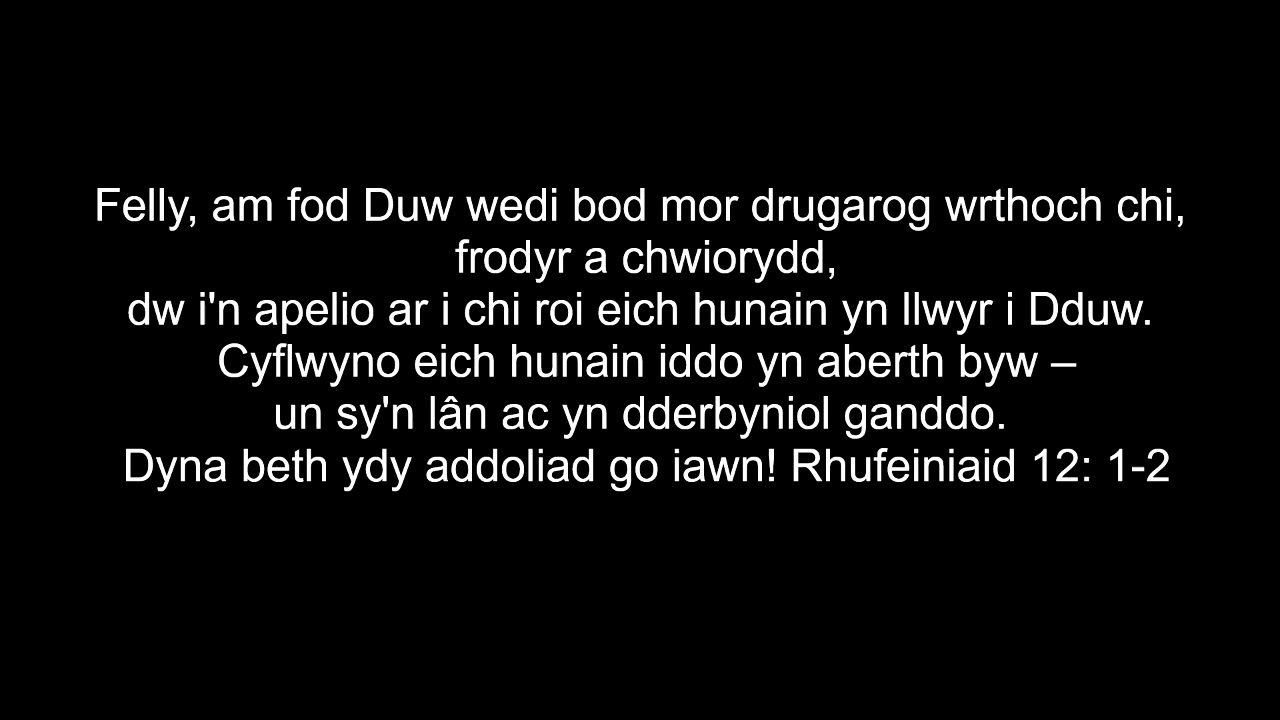 Felly, am fod Duw wedi bod mor drugarog wrthoch chi,
frodyr a chwiorydd,
dw i'n apelio ar i chi roi eich hunain yn llwyr i Dduw.
Cyflwyno eich hunain iddo yn aberth byw –
un sy'n lân ac yn dderbyniol ganddo.
Dyna beth ydy addoliad go iawn! Rhufeiniaid 12: 1-2